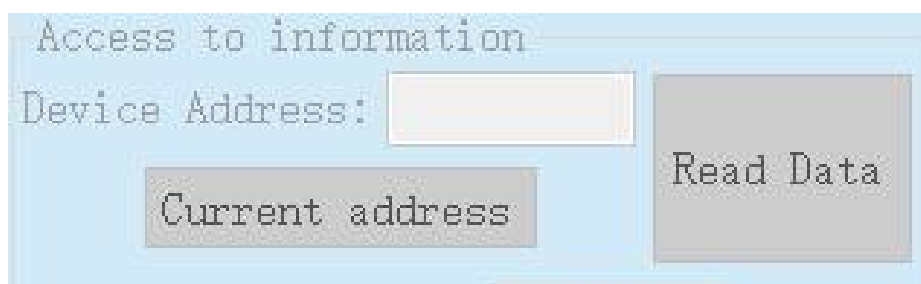 Access to information
Device Address:
Read Data
Current address